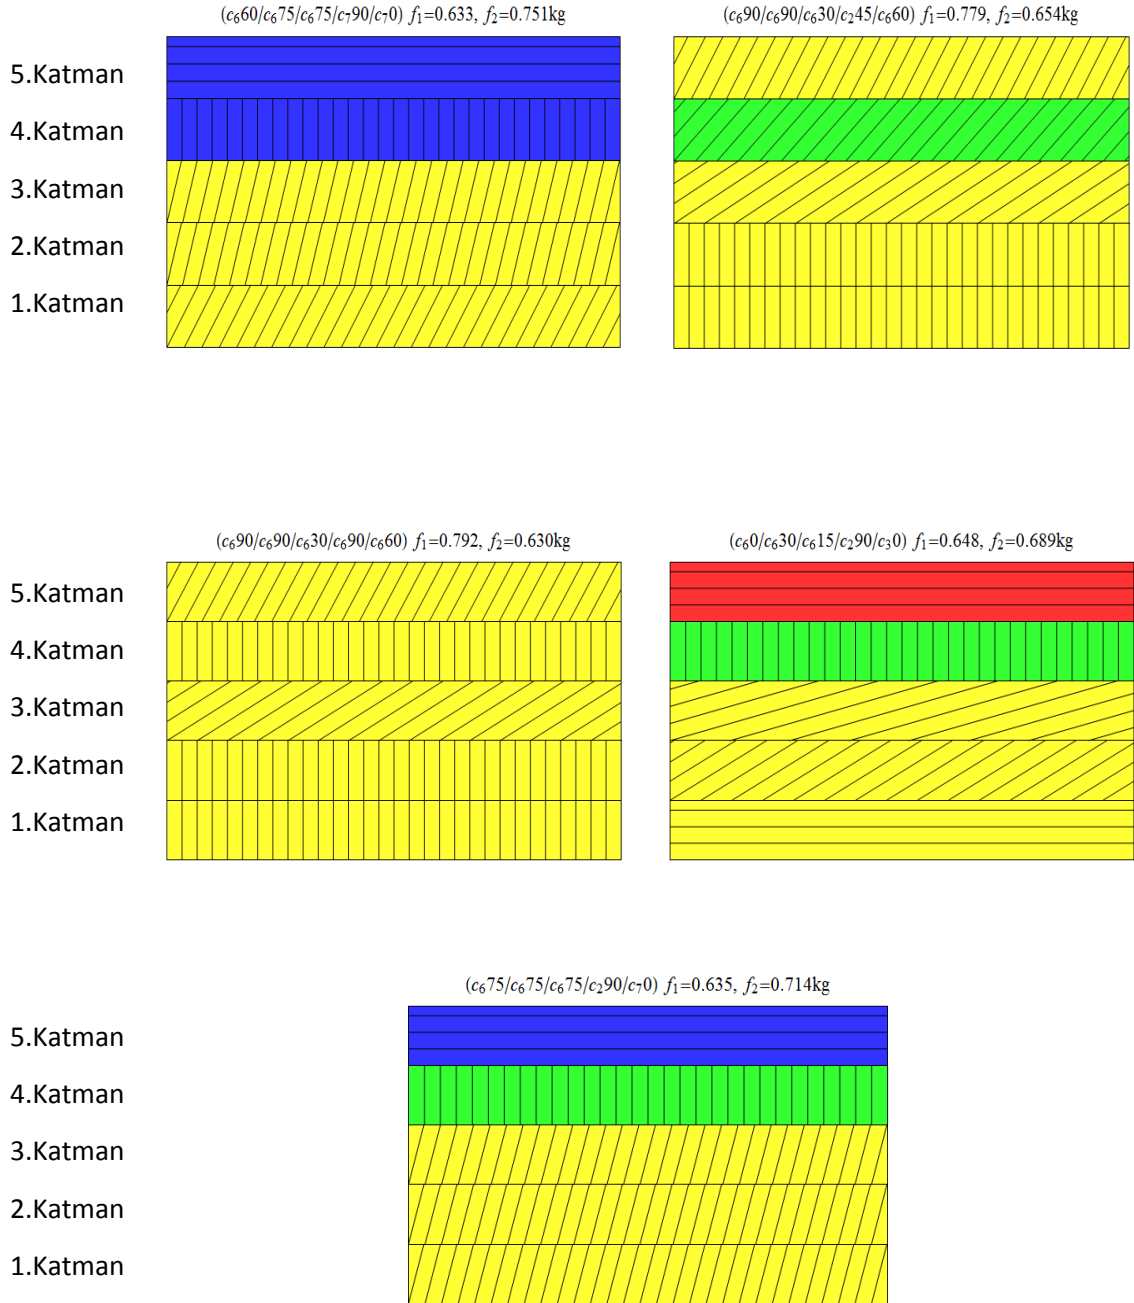 (c₆60/c₆75/c₆75/c₇90/c₇0) f₁=0.633, f₂=0.751kg
(c₆90/c₆90/c₆30/c₂45/c₆60) f₁=0.779, f₂=0.654kg
5.Katman
4.Katman
3.Katman
2.Katman
1.Katman
(c₆90/c₆90/c₆30/c₆90/c₆60) f₁=0.792, f₂=0.630kg
(c₆0/c₆30/c₆15/c₂90/c₃0) f₁=0.648, f₂=0.689kg
5.Katman
4.Katman
3.Katman
2.Katman
1.Katman
(c₆75/c₆75/c₆75/c₂90/c₇0) f₁=0.635, f₂=0.714kg
5.Katman
4.Katman
3.Katman
2.Katman
1.Katman